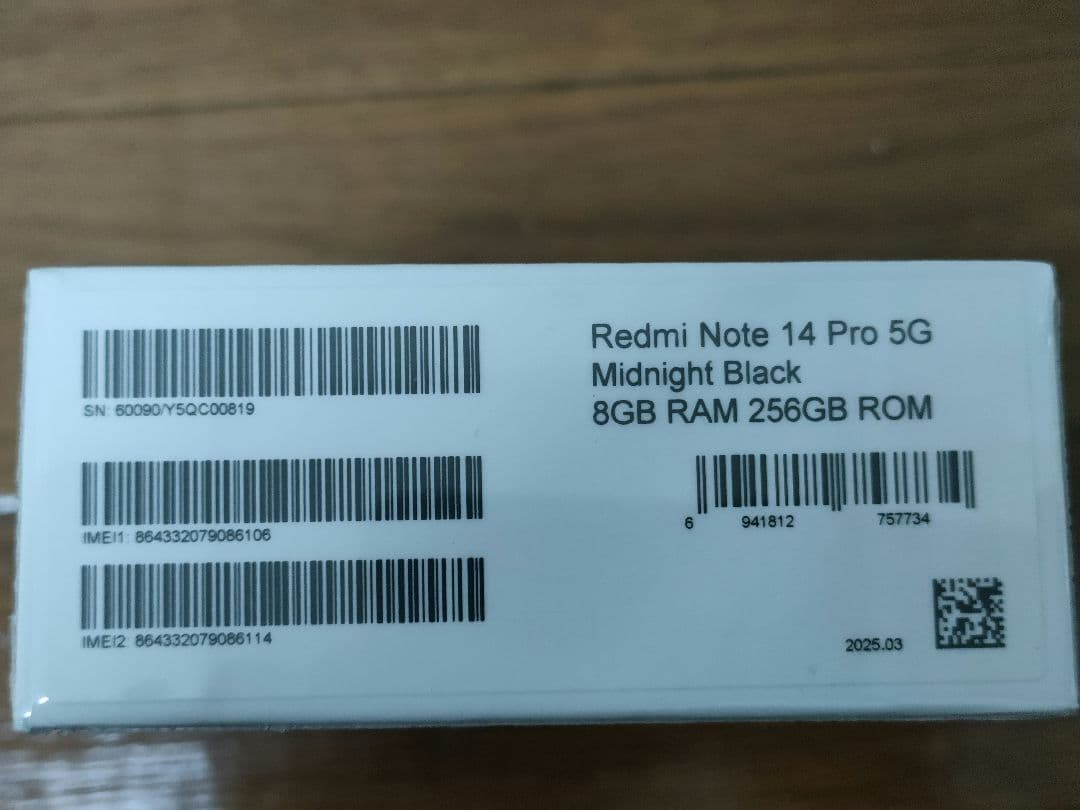 SN: 60090/Y5QC00819
IMEI1: 864332079086106
IMEI2: 864332079086114
Redmi Note 14 Pro 5G
Midnight Black
8GB RAM 256GB ROM
6 941812 757734
2025.03